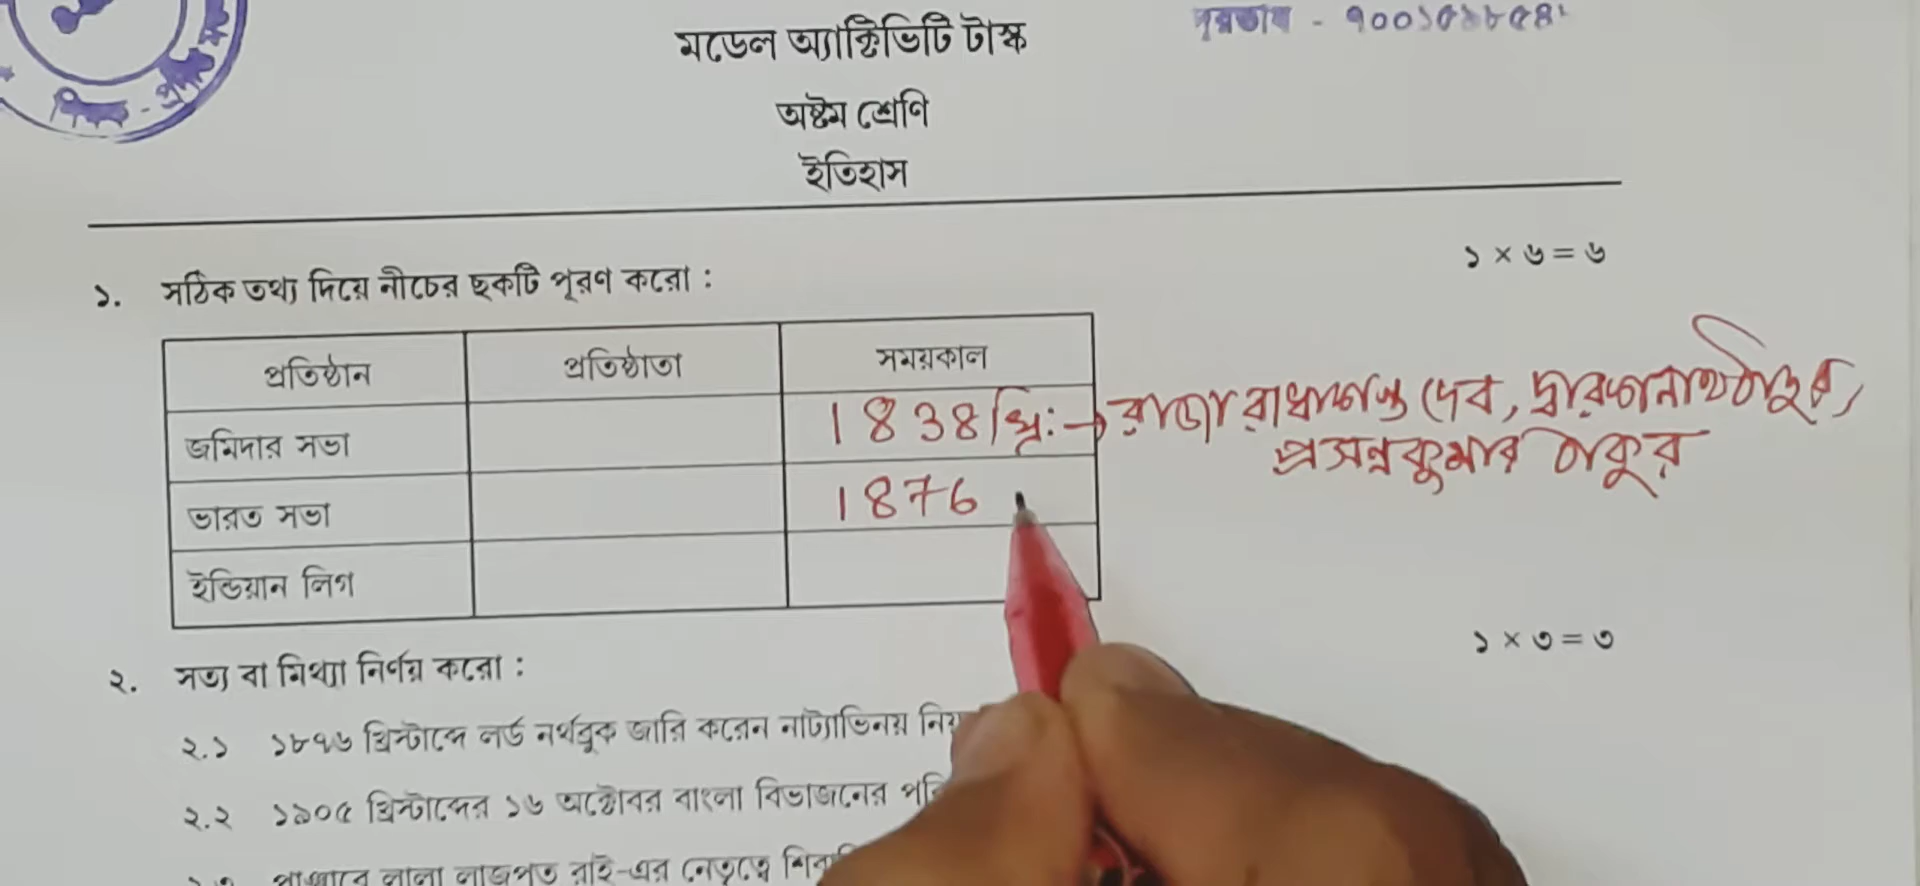 পুরভাষ -
শিক্ষক -
মডেল অ্যাক্টিভিটি টাস্ক
অষ্টম শ্রেণি
ইতিহাস
১ × ৬ = ৬
১. সঠিক তথ্য দিয়ে নীচের ছকটি পূরণ করো :
প্রতিষ্ঠান প্রতিষ্ঠাতা সময়কাল
জমিদার সভা 1838 খ্রি: → রাজা রাধাকান্ত দেব, দ্বারকানাথ ঠাকুর,
প্রসন্নকুমার ঠাকুর
ভারত সভা 1876
ইন্ডিয়ান লিগ
১ × ৩ = ৩
২. সত্য বা মিথ্যা নির্ণয় করো :
২.১ ১৮৭৬ খ্রিস্টাব্দে লর্ড নর্থব্রুক জারি করেন নাট্যাভিনয়
২.২ ১৯০৫ খ্রিস্টাব্দের ১৬ অক্টোবর বাংলা বিভাজনের
লালা লাজপত রাই-এর নেতৃত্বে